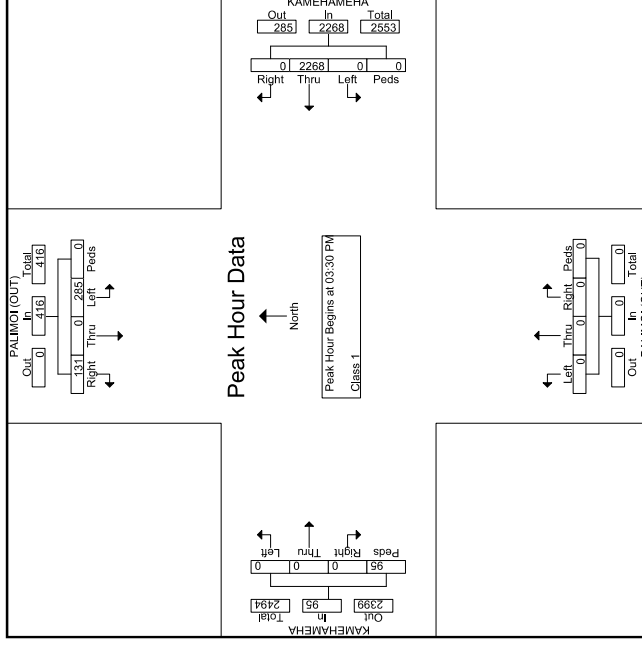 KAMEHAMEHA
Out In Total
285 2268 2553
0 2268 0 0
Right Thru Left Peds
PALIMOI (OUT)
Out In Total
0 416 416
131 0 285 0
Right Thru Left Peds
Peak Hour Data
North
Peak Hour Begins at 03:30 PM
Class 1
Left Thru Right Peds
0 0 0 0
Out In Total
0 0 0
Left Thru Right Peds
0 0 0 95
Total In Out
2494 95 2399
KAMEHAMEHA